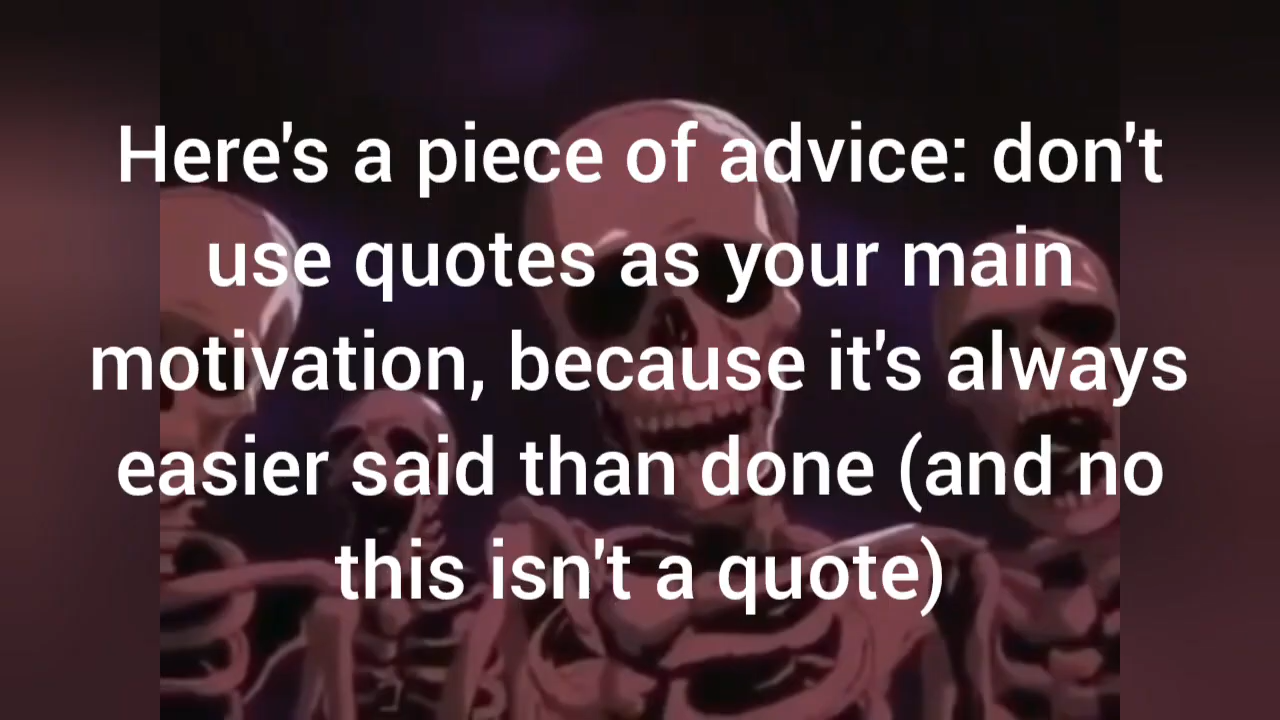 Here's a piece of advice: don't
use quotes as your main
motivation, because it's always
easier said than done (and no
this isn't a quote)